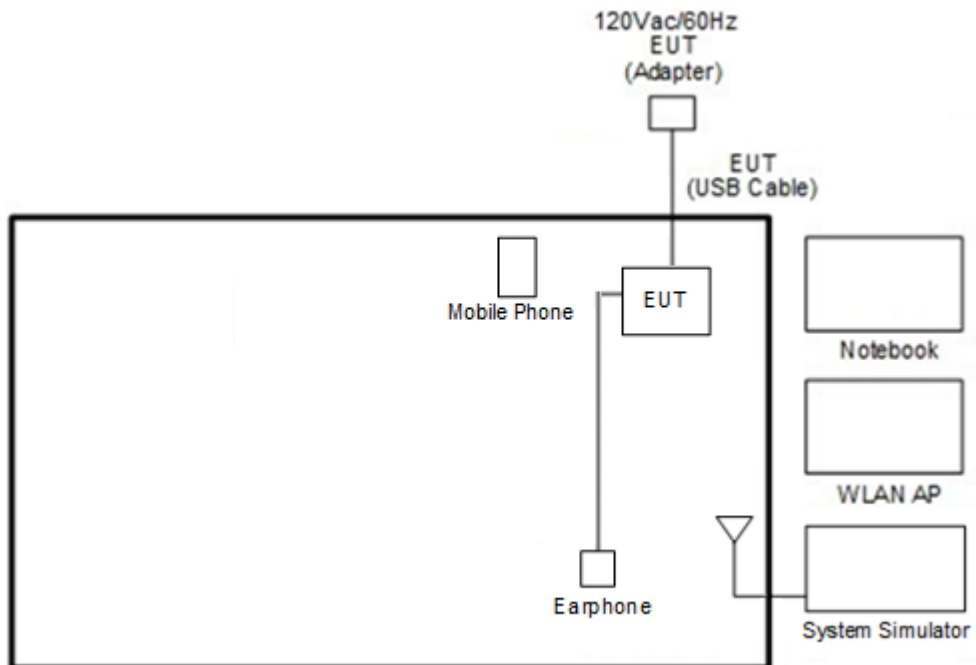 120Vac/60Hz
EUT
(Adapter)
EUT
(USB Cable)
EUT
Mobile Phone
Notebook
WLAN AP
Earphone
System Simulator